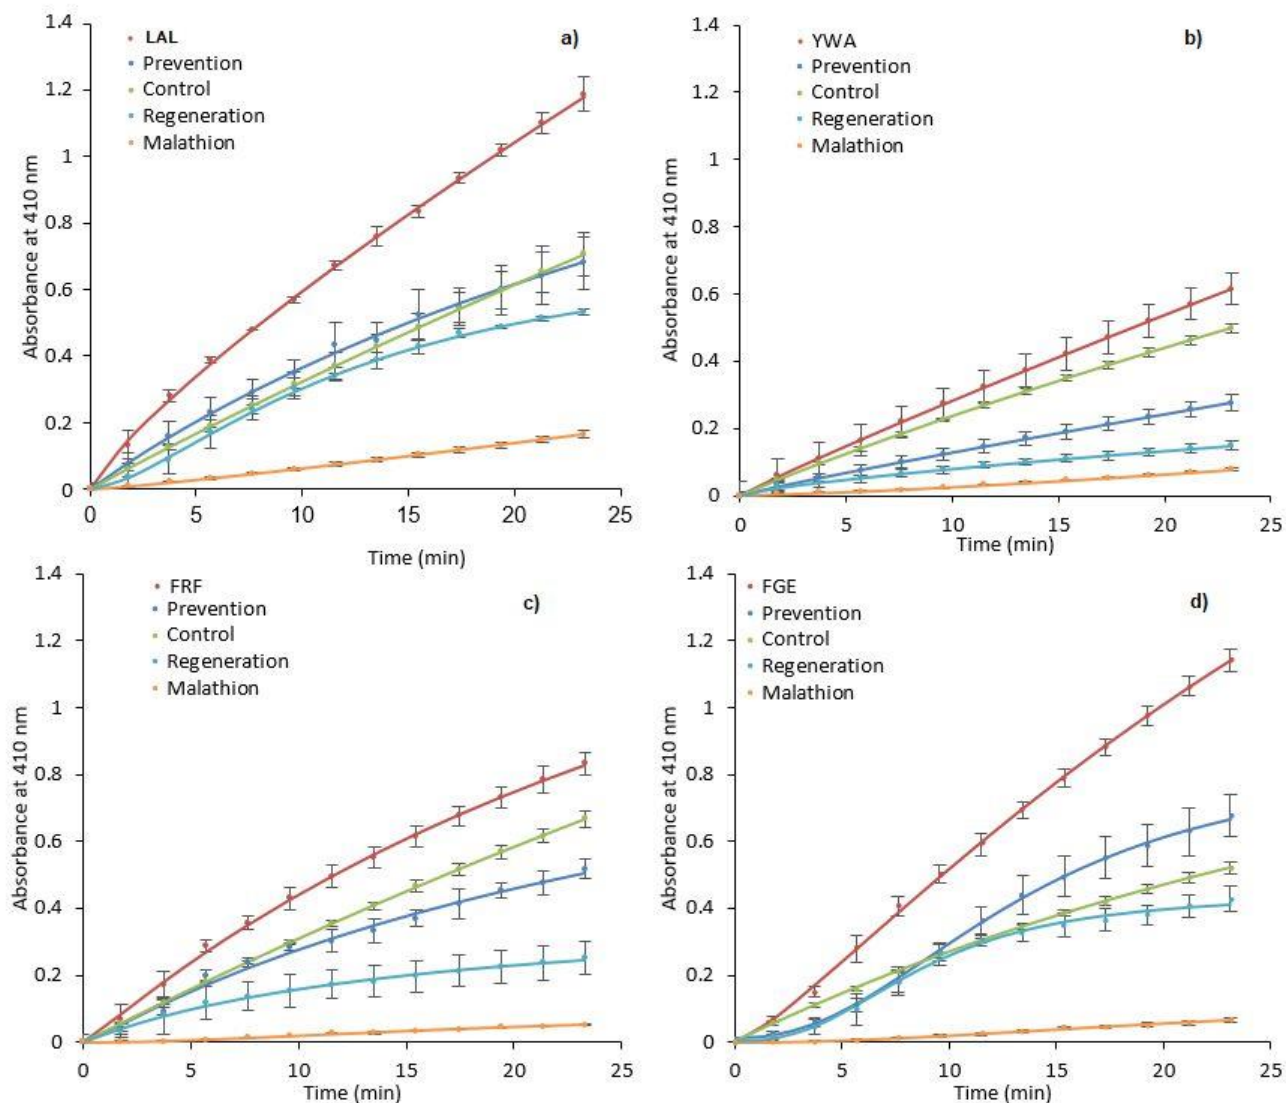 1.4
1.2
1
0.8
0.6
0.4
0.2
0
Absorbance at 410 nm
LAL
Prevention
Control
Regeneration
Malathion
a)
0 5 10 15 20 25
Time (min)
1.4
1.2
1
0.8
0.6
0.4
0.2
0
Absorbance at 410 nm
YWA
Prevention
Control
Regeneration
Malathion
b)
0 5 10 15 20 25
Time (min)
1.4
1.2
1
0.8
0.6
0.4
0.2
0
Absorbance at 410 nm
FRF
Prevention
Control
Regeneration
Malathion
c)
0 5 10 15 20 25
Time (min)
1.4
1.2
1
0.8
0.6
0.4
0.2
0
Absorbance at 410 nm
FGE
Prevention
Control
Regeneration
Malathion
d)
0 5 10 15 20 25
Time (min)